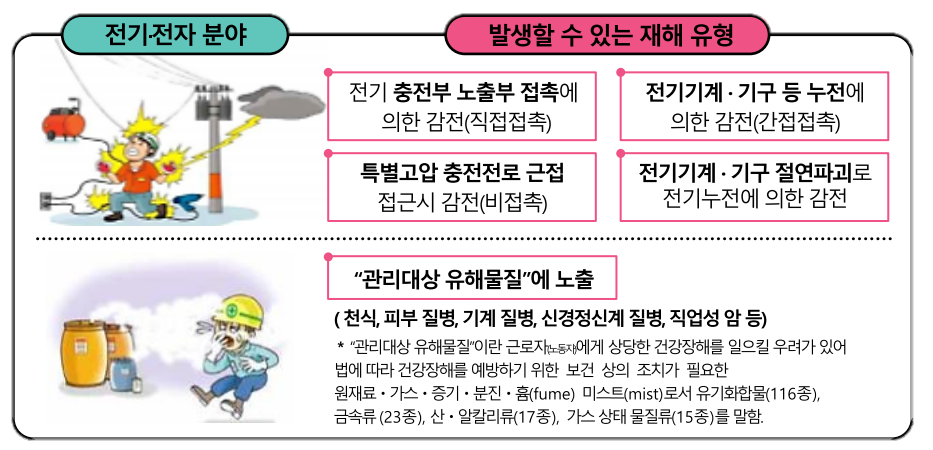 전기·전자 분야
발생할 수 있는 재해 유형
전기 충전부 노출부 접촉에
의한 감전(직접접촉)
전기기계 · 기구 등 누전에
의한 감전(간접접촉)
특별고압 충전전로 근접
접근시 감전(비접촉)
전기기계 · 기구 절연파괴로
전기누전에 의한 감전
“관리대상 유해물질”에 노출
( 천식, 피부 질병, 기계 질병, 신경정신계 질병, 직업성 암 등)
* “관리대상 유해물질”이란 근로자(노동자)에게 상당한 건강장해를 일으킬 우려가 있어
법에 따라 건강장해를 예방하기 위한 보건 상의 조치가 필요한
원재료·가스·증기·분진·흄(fume) 미스트(mist)로서 유기화합물(116종),
금속류 (23종), 산·알칼리류(17종), 가스 상태 물질류(15종)를 말함.